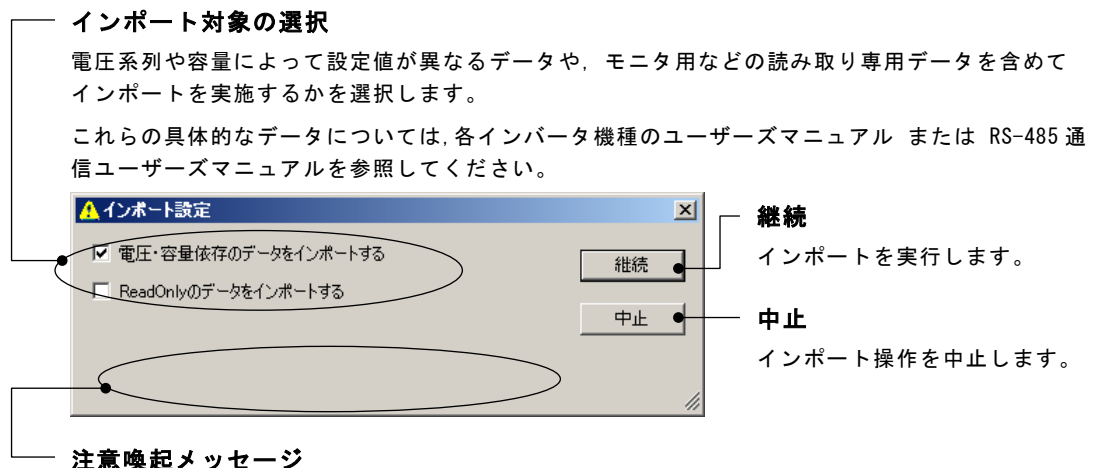 インポート対象の選択
電圧系列や容量によって設定値が異なるデータや, モニタ用などの読み取り専用データを含めて
インポートを実施するかを選択します。
これらの具体的なデータについては,各インバータ機種のユーザーズマニュアル または RS-485 通
信ユーザーズマニュアルを参照してください。
インポート設定
電圧・容量依存のデータをインポートする
ReadOnlyのデータをインポートする
継続
中止
継続
インポートを実行します。
中止
インポート操作を中止します。
注意喚起メッセージ